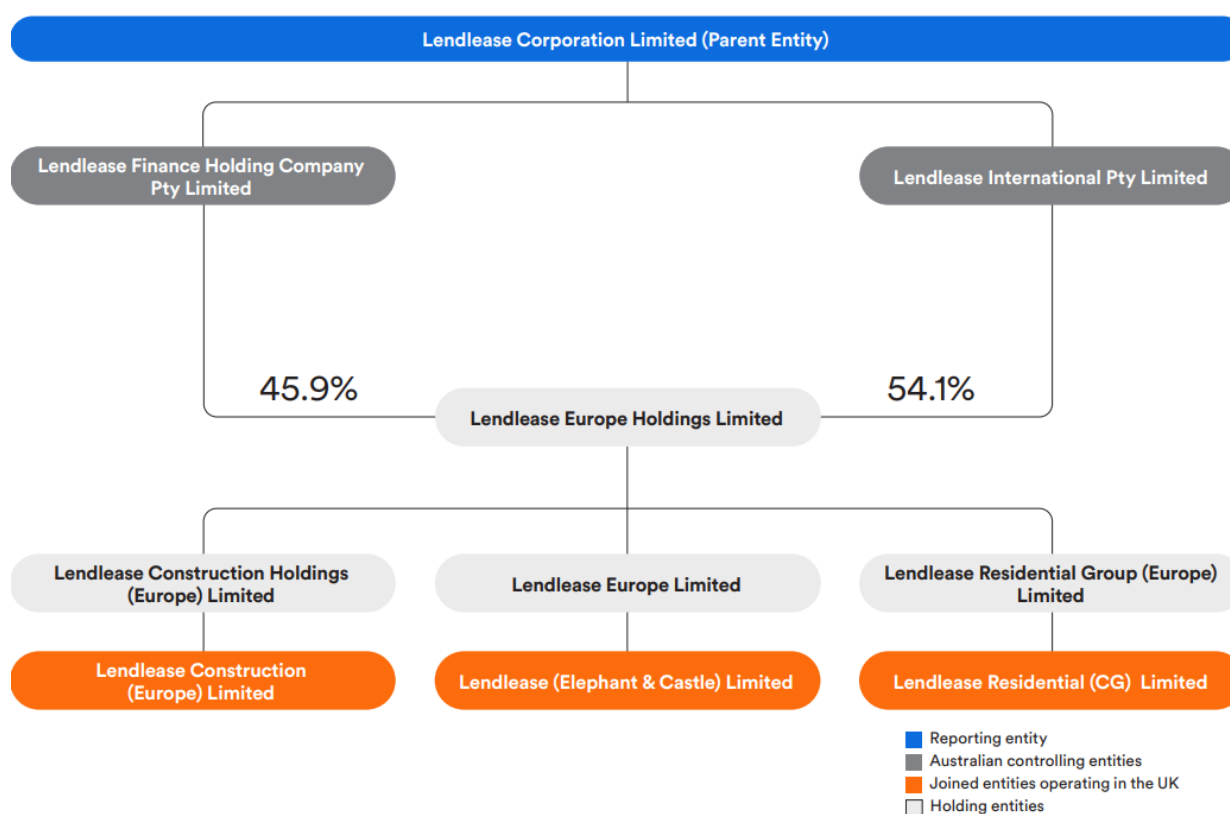 Lendlease Corporation Limited (Parent Entity)
Lendlease Finance Holding Company
Pty Limited
Lendlease International Pty Limited
45.9%
54.1%
Lendlease Europe Holdings Limited
Lendlease Construction Holdings
(Europe) Limited
Lendlease Europe Limited
Lendlease Residential Group (Europe)
Limited
Lendlease Construction
(Europe) Limited
Lendlease (Elephant & Castle) Limited
Lendlease Residential (CG) Limited
Reporting entity
Australian controlling entities
Joined entities operating in the UK
Holding entities